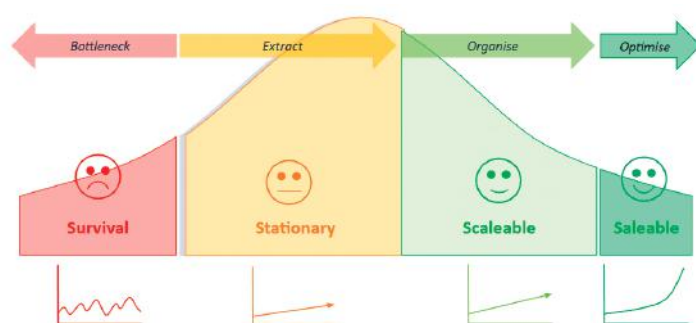 Bottleneck
Extract
Organise
Optimise
Survival
Stationary
Scaleable
Saleable